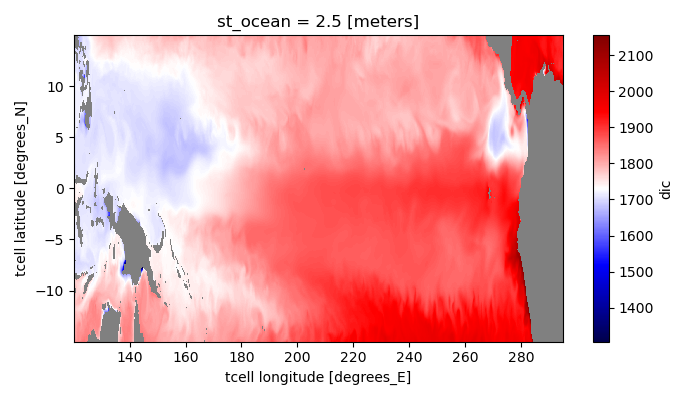 st_ocean = 2.5 [meters]
10
5
0
−5
−10
tcell latitude [degrees_N]
140 160 180 200 220 240 260 280
tcell longitude [degrees_E]
2100
2000
1900
1800
1700
1600
1500
1400
dic